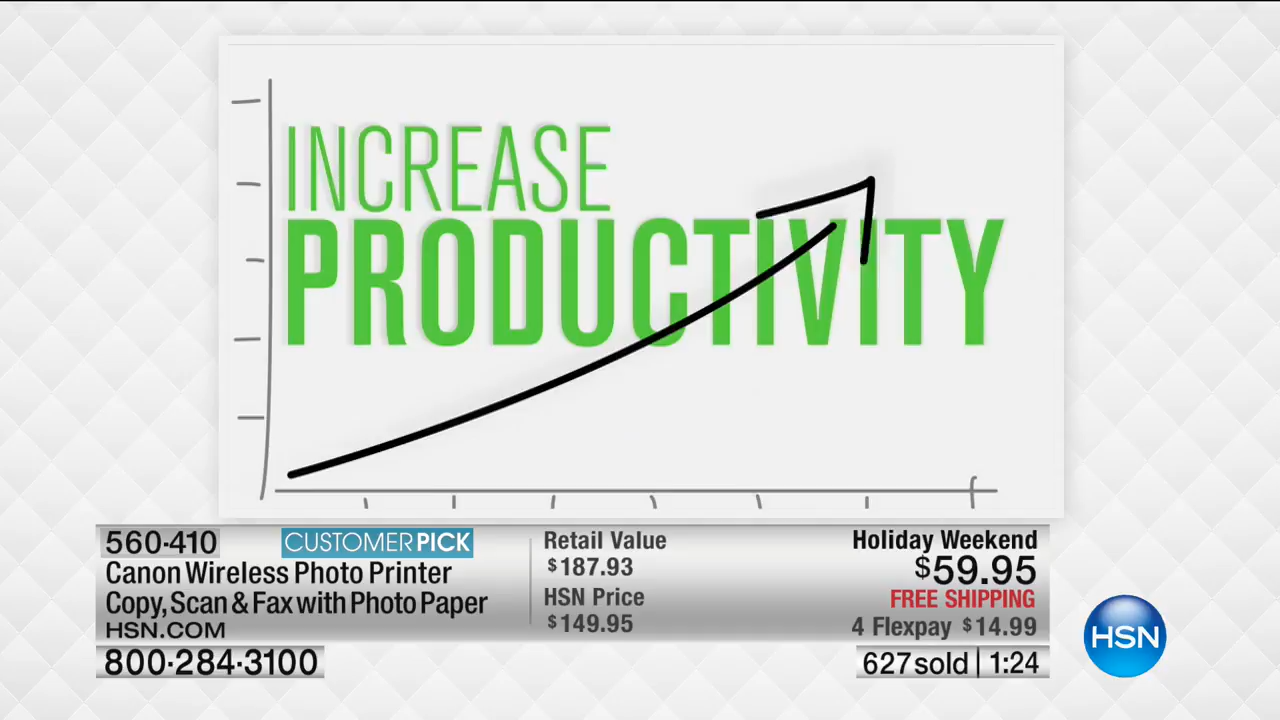 INCREASE
PRODUCTIVITY
560-410 CUSTOMER PICK
Canon Wireless Photo Printer
Copy, Scan & Fax with Photo Paper
HSN.COM
800·284·3100
Retail Value
$187.93
HSN Price
$149.95
Holiday Weekend
$59.95
FREE SHIPPING
4 Flexpay $14.99
627 sold | 1:24
HSN